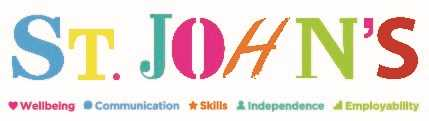 ST. JOHN'S
Wellbeing Communication Skills Independence Employability